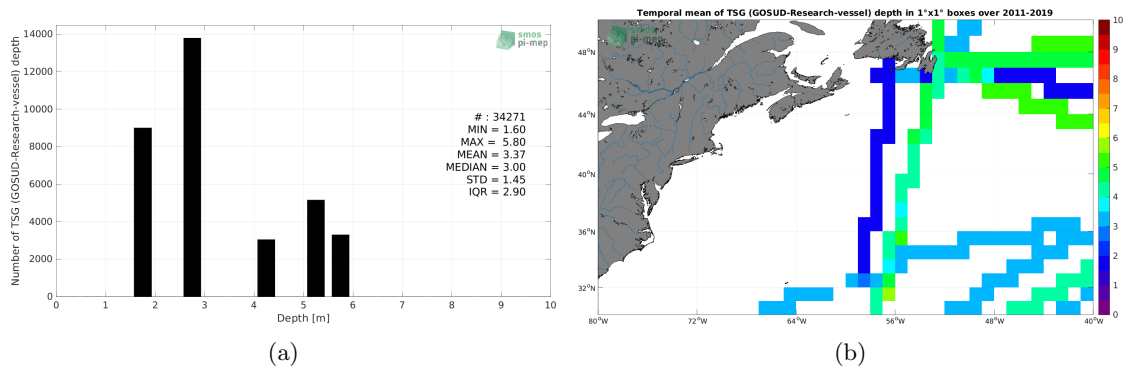 Temporal mean of TSG (GOSUD-Research-vessel) depth in 1°x1° boxes over 2011-2019
14000
12000
10000
8000
6000
4000
2000
0
Number of TSG (GOSUD-Research-vessel) depth
smos
pi-mep
# : 34271
MIN = 1.60
MAX = 5.80
MEAN = 3.37
MEDIAN = 3.00
STD = 1.45
IQR = 2.90
0 1 2 3 4 5 6 7 8 9 10
Depth [m]
(a)
smos
pi-mep
48°N
44°N
40°N
36°N
32°N
80°W 72°W 64°W 56°W 48°W 40°W
10
9
8
7
6
5
4
3
2
1
0
(b)